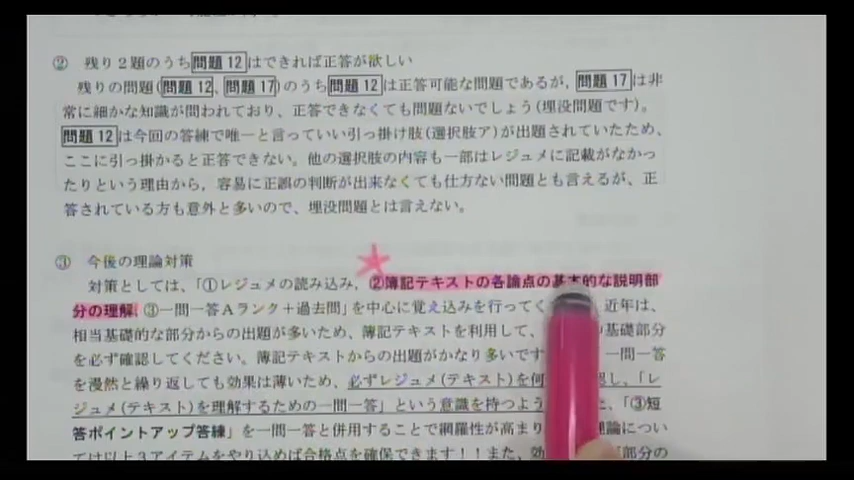 ② 残り２題のうち問題 12はできれば正答が欲しい
残りの問題(問題 12、問題 17)のうち問題 12は正答可能な問題であるが，問題 17は非
常に細かな知識が問われており、正答できなくても問題ないでしょう(埋没問題です)。
問題 12は今回の答練で唯一と言っていい引っ掛け肢(選択肢ア)が出題されていたため、
ここに引っ掛かると正答できない。他の選択肢の内容も一部はレジュメに記載がなかっ
たりという理由から，容易に正誤の判断が出来なくても仕方ない問題とも言えるが、正
答されている方も意外と多いので、埋没問題とは言えない。
③ 今後の理論対策
対策としては、「①レジュメの読み込み，②簿記テキストの各論点の基本的な説明部
分の理解，③一問一答Ａランク＋過去問」を中心に覚え込みを行ってく 近年は、
相当基礎的な部分からの出題が多いため、簿記テキストを利用して、 基礎部分
を必ず確認してください。簿記テキストからの出題がかなり多いです 一問一答
を漫然と繰り返しても効果は薄いため、必ずレジュメ(テキスト)を何 認し、「レ
ジュメ(テキスト)を理解するための一問一答」という意識を持つよう 、「③短
答ポイントアップ答練」を一問一答と併用することで網羅性が高まり 理論につい
ては以上３アイテムをやり込めば合格点を確保できます！！また、効 部分の